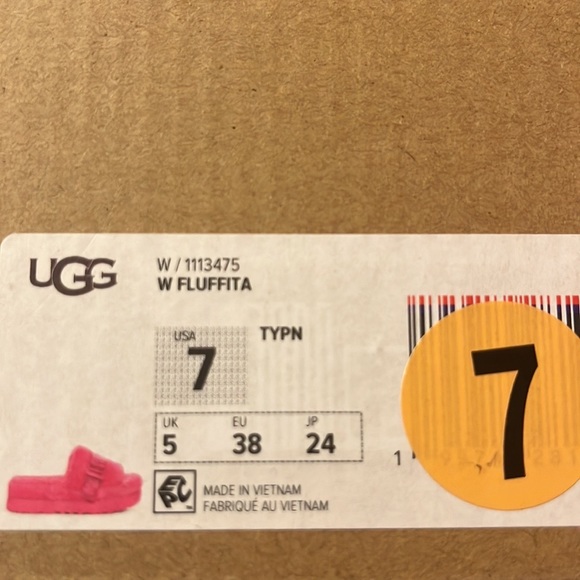 UGG
W / 1113475
W FLUFFITA
USA
7
TYPN
UK EU JP
5 38 24
MADE IN VIETNAM
FABRIQUÉ AU VIETNAM
7
1